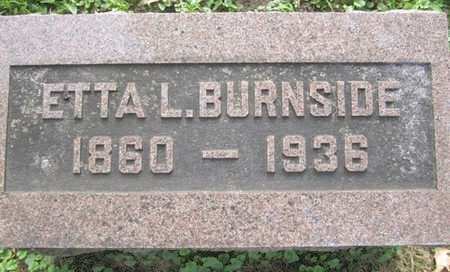 ETTA L. BURNSIDE
1860 — 1936